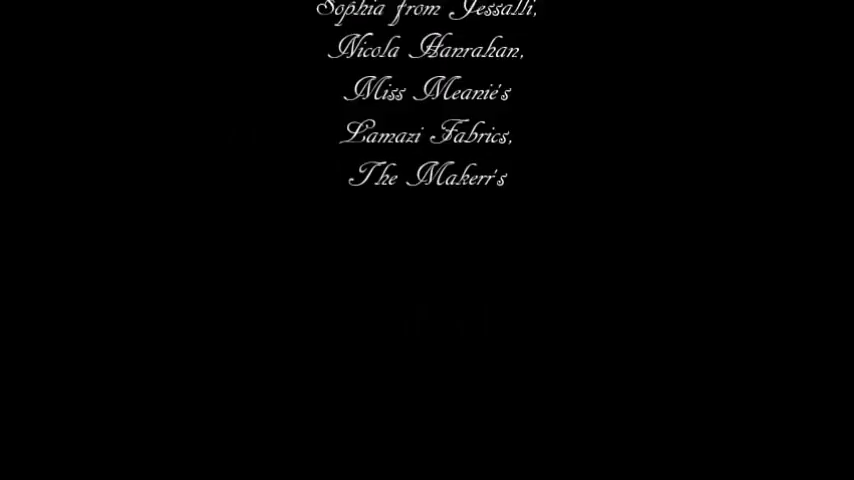 Sophia from Jessalli,
Nicola Hanrahan,
Miss Meanie's
Lamazi Fabrics,
The Makerr's